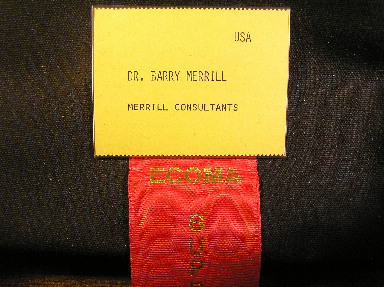 USA
DR. BARRY MERRILL
MERRILL CONSULTANTS
ECOMA